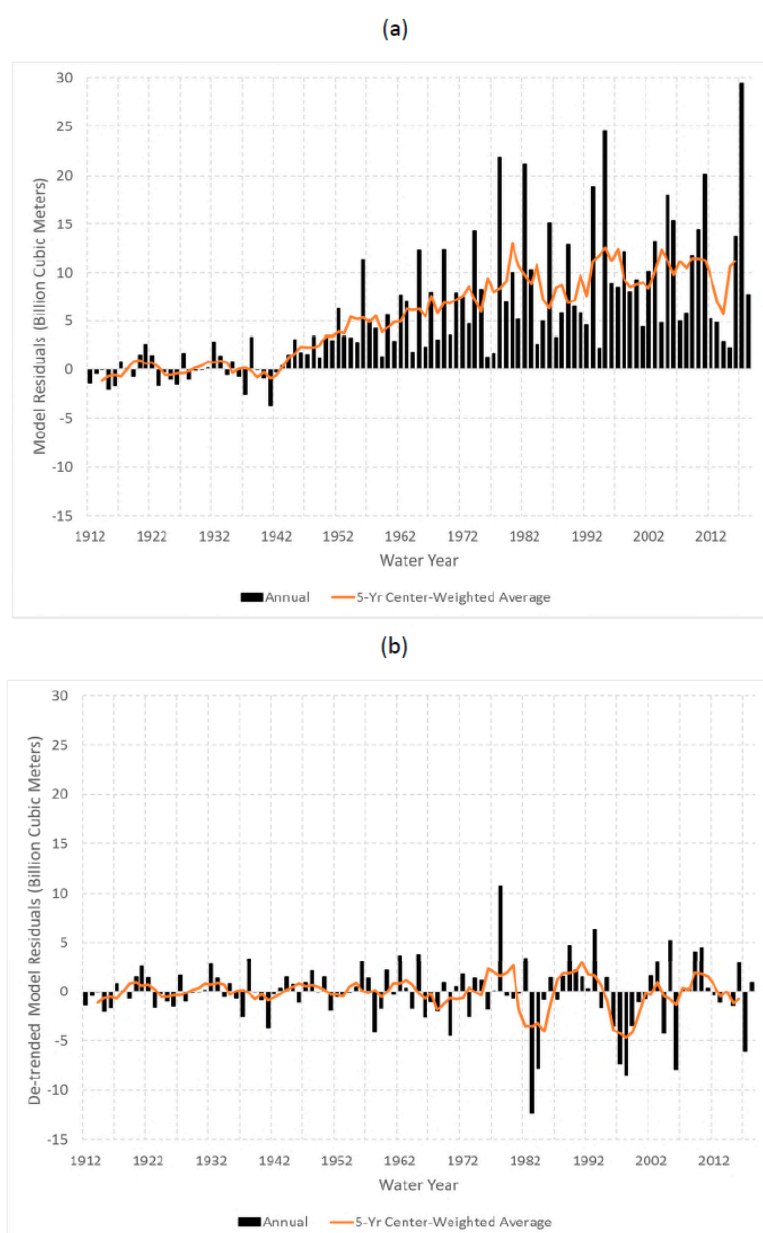 (a)
Model Residuals (Billion Cubic Meters)
30
25
20
15
10
5
0
-5
-10
-15
1912 1922 1932 1942 1952 1962 1972 1982 1992 2002 2012
Water Year
Annual 5-Yr Center-Weighted Average
(b)
De-trended Model Residuals (Billion Cubic Meters)
30
25
20
15
10
5
0
-5
-10
-15
1912 1922 1932 1942 1952 1962 1972 1982 1992 2002 2012
Water Year
Annual 5-Yr Center-Weighted Average